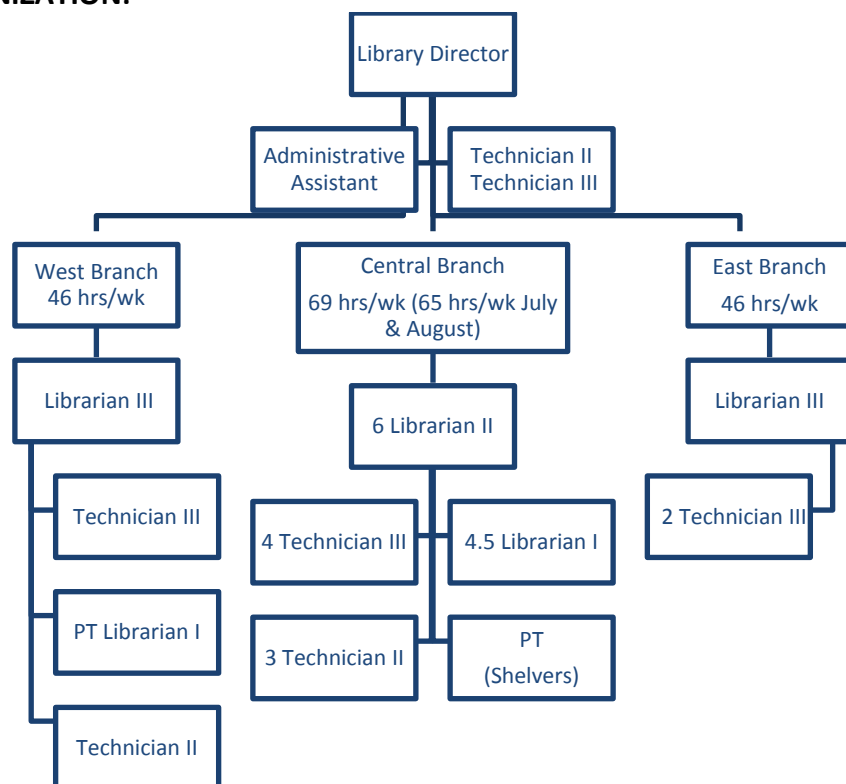 Library Director
Administrative
Assistant
Technician II
Technician III
West Branch
46 hrs/wk
Central Branch
69 hrs/wk (65 hrs/wk July
& August)
East Branch
46 hrs/wk
Librarian III
6 Librarian II
Librarian III
Technician III
4 Technician III
4.5 Librarian I
2 Technician III
PT Librarian I
3 Technician II
PT
(Shelvers)
Technician II